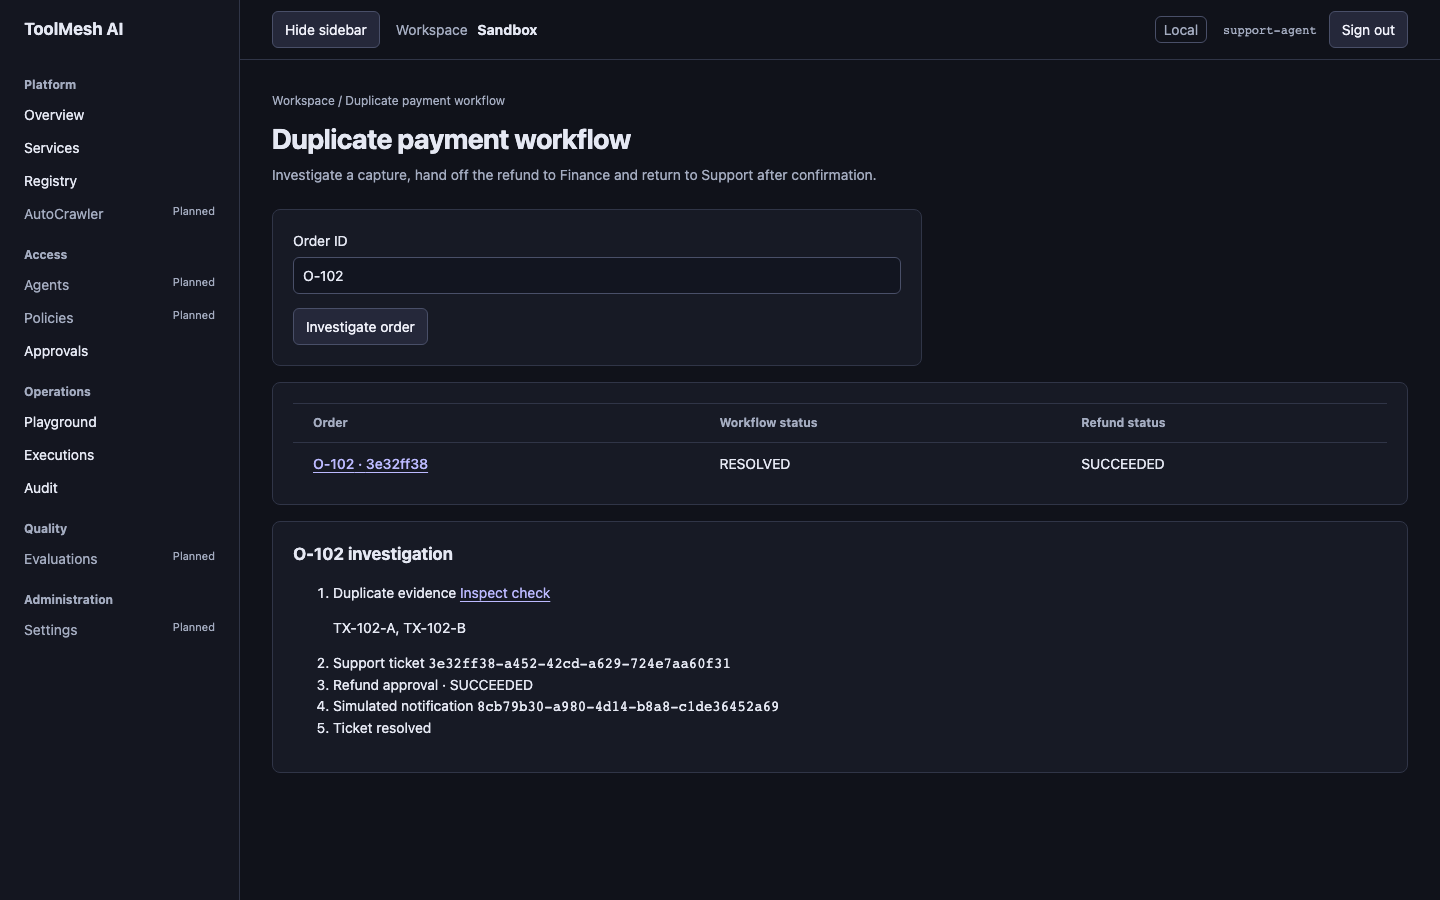 ToolMesh AI
Hide sidebar
Workspace Sandbox
Local
support-agent
Sign out
Platform
Overview
Services
Registry
AutoCrawler Planned
Access
Agents Planned
Policies Planned
Approvals
Operations
Playground
Executions
Audit
Quality
Evaluations Planned
Administration
Settings Planned
Workspace / Duplicate payment workflow
Duplicate payment workflow
Investigate a capture, hand off the refund to Finance and return to Support after confirmation.
Order ID
O-102
Investigate order
Order Workflow status Refund status
O-102 · 3e32ff38 RESOLVED SUCCEEDED
O-102 investigation
1. Duplicate evidence Inspect check
TX-102-A, TX-102-B
2. Support ticket 3e32ff38-a452-42cd-a629-724e7aa60f31
3. Refund approval · SUCCEEDED
4. Simulated notification 8cb79b30-a980-4d14-b8a8-c1de36452a69
5. Ticket resolved